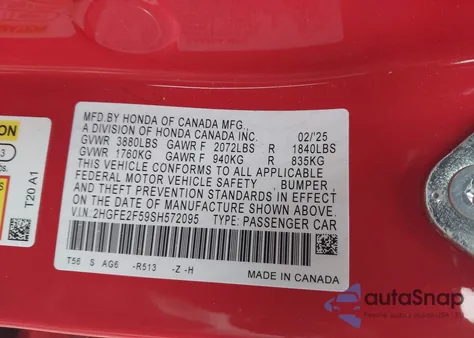 MFD.BY HONDA OF CANADA MFG.,
A DIVISION OF HONDA CANADA INC. 02/'25
GVWR 3880LBS GAWR F 2072LBS R 1840LBS
GVWR 1760KG GAWR F 940KG R 835KG
THIS VEHICLE CONFORMS TO ALL APPLICABLE
FEDERAL MOTOR VEHICLE SAFETY , BUMPER ,
AND THEFT PREVENTION STANDARDS IN EFFECT
ON THE DATE OF MANUFACTURE SHOWN ABOVE.
V.I.N: 2HGFE2F59SH572095 TYPE: PASSENGER CAR
T56 S AG6 -R513 -Z -H
MADE IN CANADA
ION
3
T20 A1
autoSnap